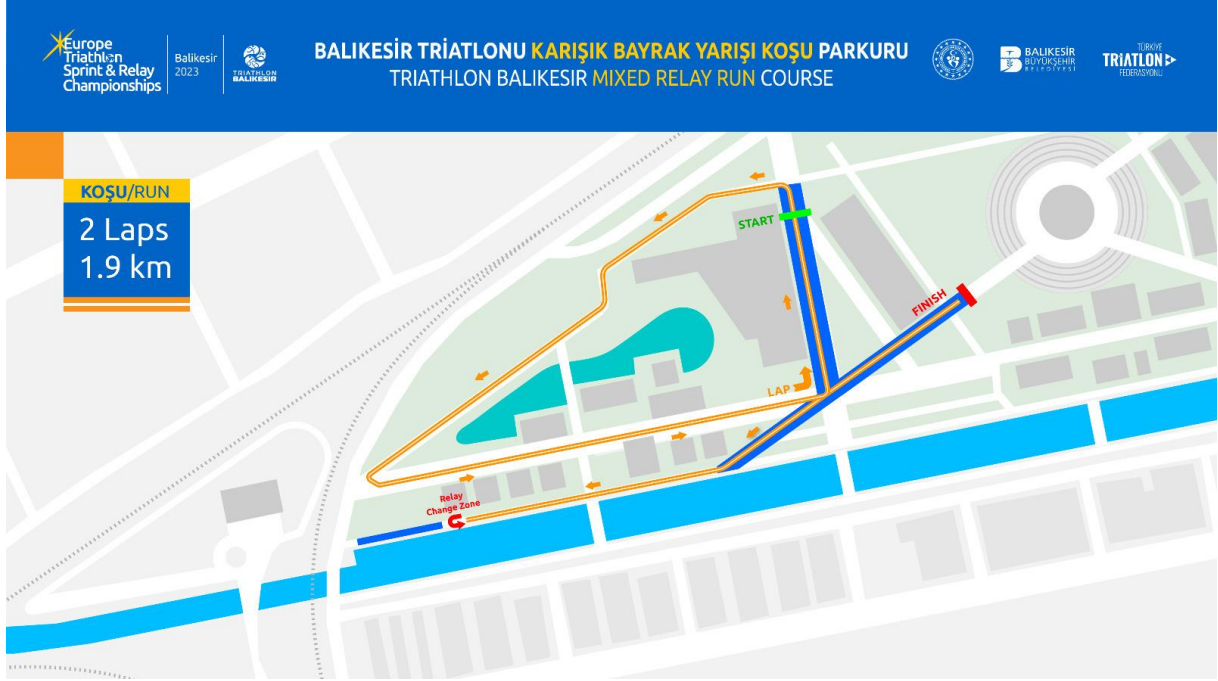 Europe
Triathlon
Sprint & Relay
Championships
Balikesir
2023
TRIATHLON
BALIKESIR
BALIKESİR TRİATLONU KARIŞIK BAYRAK YARIŞI KOŞU PARKURU
TRIATHLON BALIKESIR MIXED RELAY RUN COURSE
BALIKESİR
BÜYÜKŞEHİR
BELEDİYESİ
TÜRKİYE
TRİATLON
FEDERASYONU
KOŞU/RUN
2 Laps
1.9 km
START
FINISH
LAP
Relay
Change Zone